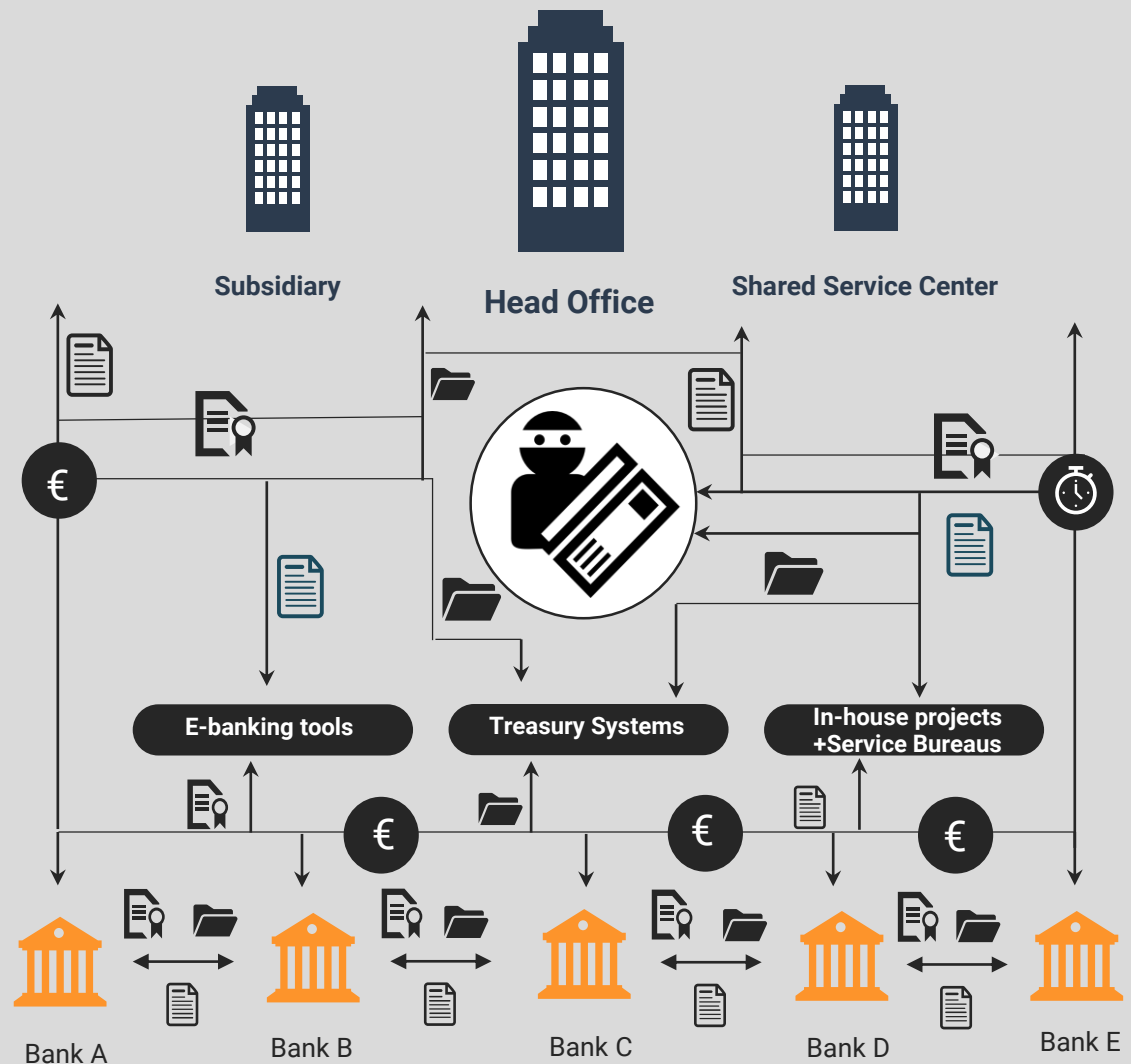 Subsidiary
Head Office
Shared Service Center
€
E-banking tools
Treasury Systems
In-house projects
+Service Bureaus
€
€
€
Bank A
Bank B
Bank C
Bank D
Bank E